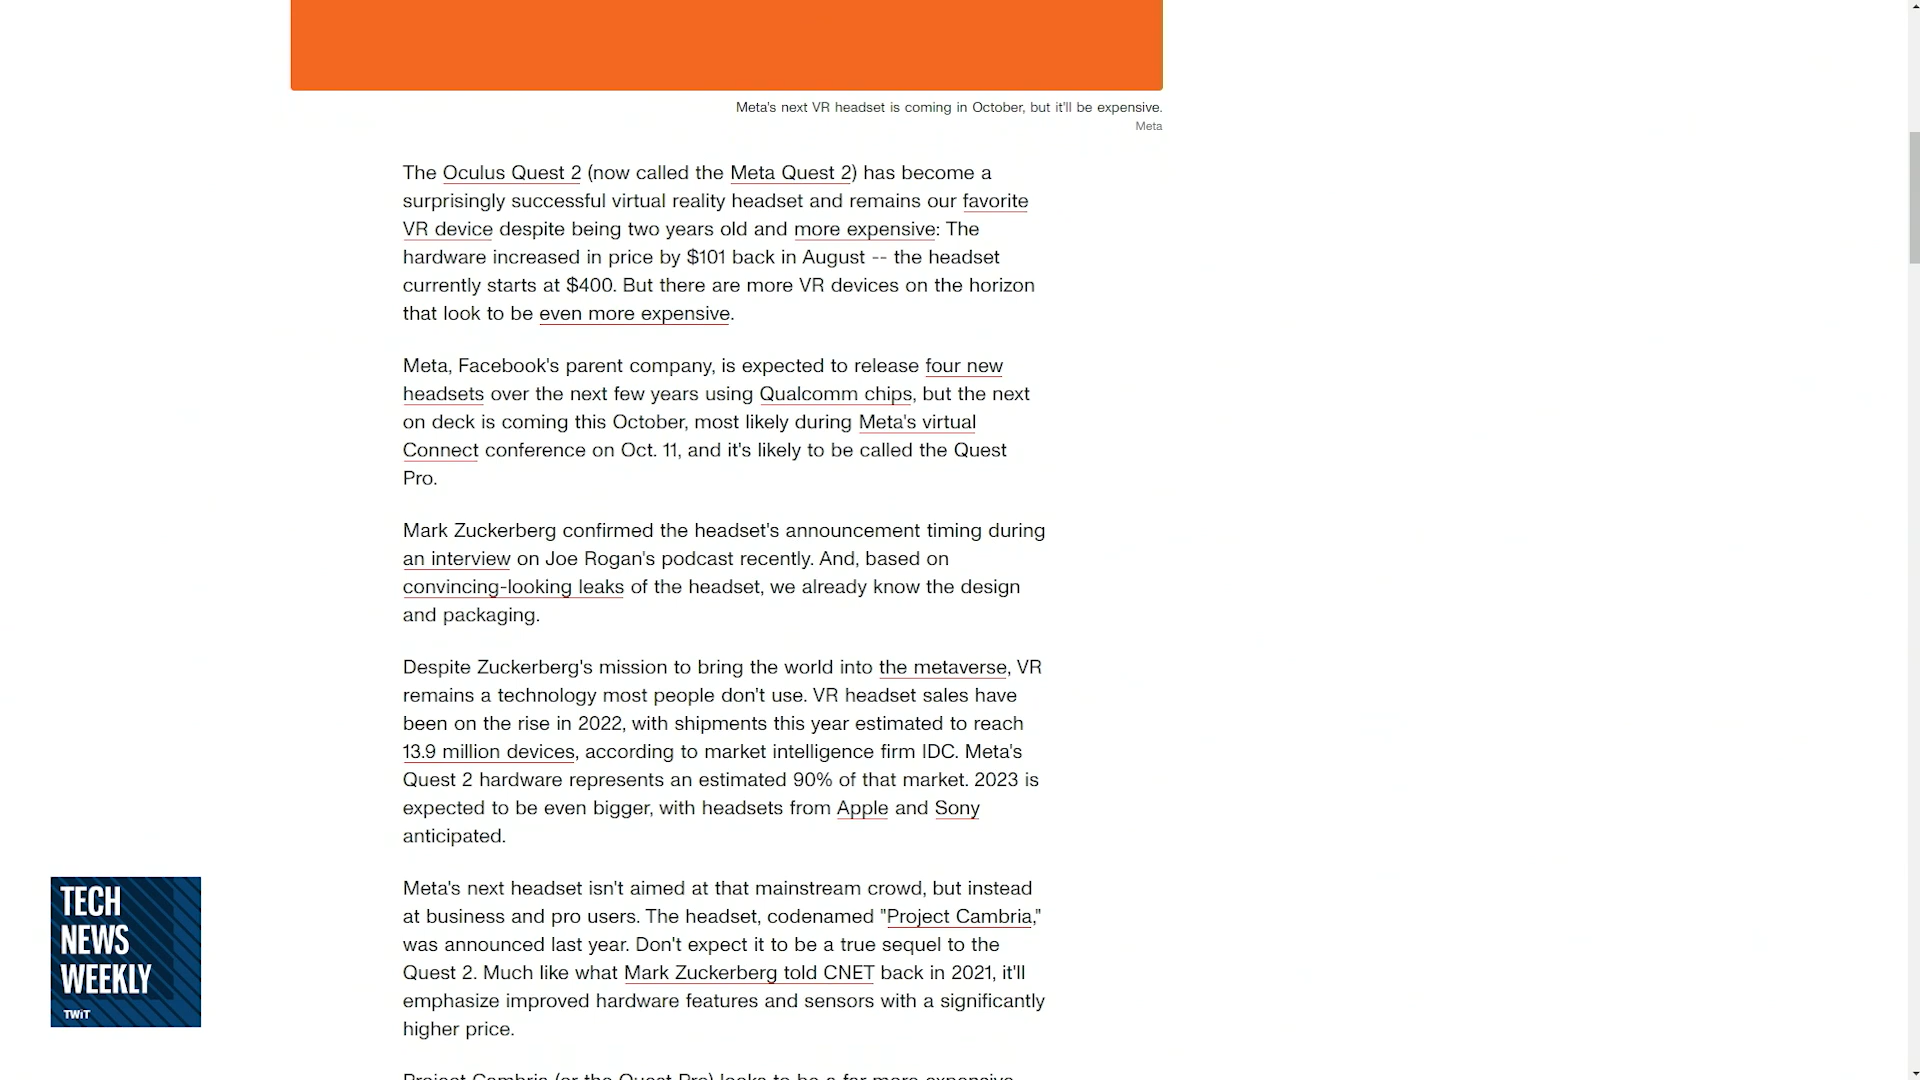 Meta's next VR headset is coming in October, but it'll be expensive.
Meta
The Oculus Quest 2 (now called the Meta Quest 2) has become a
surprisingly successful virtual reality headset and remains our favorite
VR device despite being two years old and more expensive: The
hardware increased in price by $101 back in August -- the headset
currently starts at $400. But there are more VR devices on the horizon
that look to be even more expensive.
Meta, Facebook's parent company, is expected to release four new
headsets over the next few years using Qualcomm chips, but the next
on deck is coming this October, most likely during Meta's virtual
Connect conference on Oct. 11, and it's likely to be called the Quest
Pro.
Mark Zuckerberg confirmed the headset's announcement timing during
an interview on Joe Rogan's podcast recently. And, based on
convincing-looking leaks of the headset, we already know the design
and packaging.
Despite Zuckerberg's mission to bring the world into the metaverse, VR
remains a technology most people don't use. VR headset sales have
been on the rise in 2022, with shipments this year estimated to reach
13.9 million devices, according to market intelligence firm IDC. Meta's
Quest 2 hardware represents an estimated 90% of that market. 2023 is
expected to be even bigger, with headsets from Apple and Sony
anticipated.
Meta's next headset isn't aimed at that mainstream crowd, but instead
at business and pro users. The headset, codenamed "Project Cambria,"
was announced last year. Don't expect it to be a true sequel to the
Quest 2. Much like what Mark Zuckerberg told CNET back in 2021, it'll
emphasize improved hardware features and sensors with a significantly
higher price.
Project Cambria (or the Quest Pro) looks to be a far more expensive
TECH
NEWS
WEEKLY
TWiT